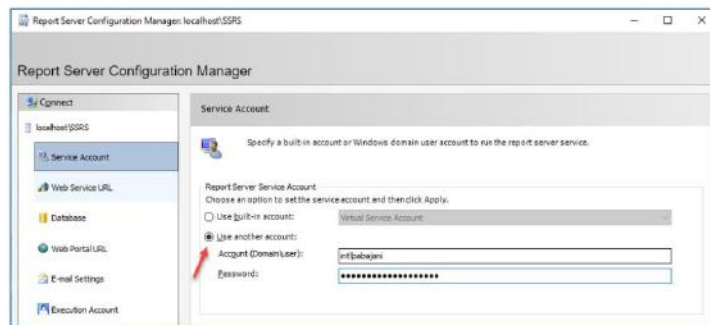 Report Server Configuration Manager: localhost\SSRS
Report Server Configuration Manager
Connect
localhost\SSRS
Service Account
Web Service URL
Database
Web Portal URL
E-mail Settings
Execution Account
Service Account
Specify a built-in account or Windows domain user account to run the report server service.
Report Server Service Account
Choose an option to set the service account and then click Apply.
Use built-in account:
Virtual Service Account
Use another account:
Account (Domain\user):
intl\pabajani
Password: